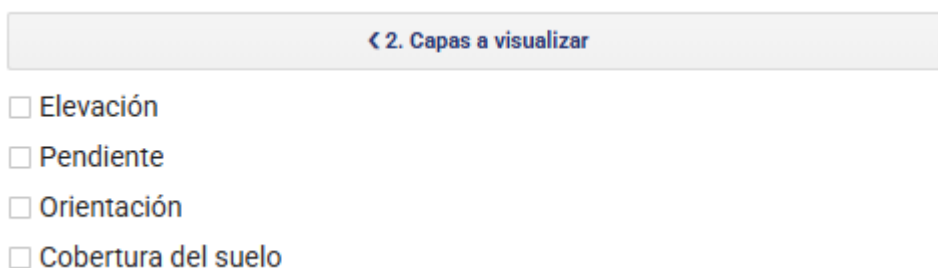 ❮ 2. Capas a visualizar
Elevación
Pendiente
Orientación
Cobertura del suelo